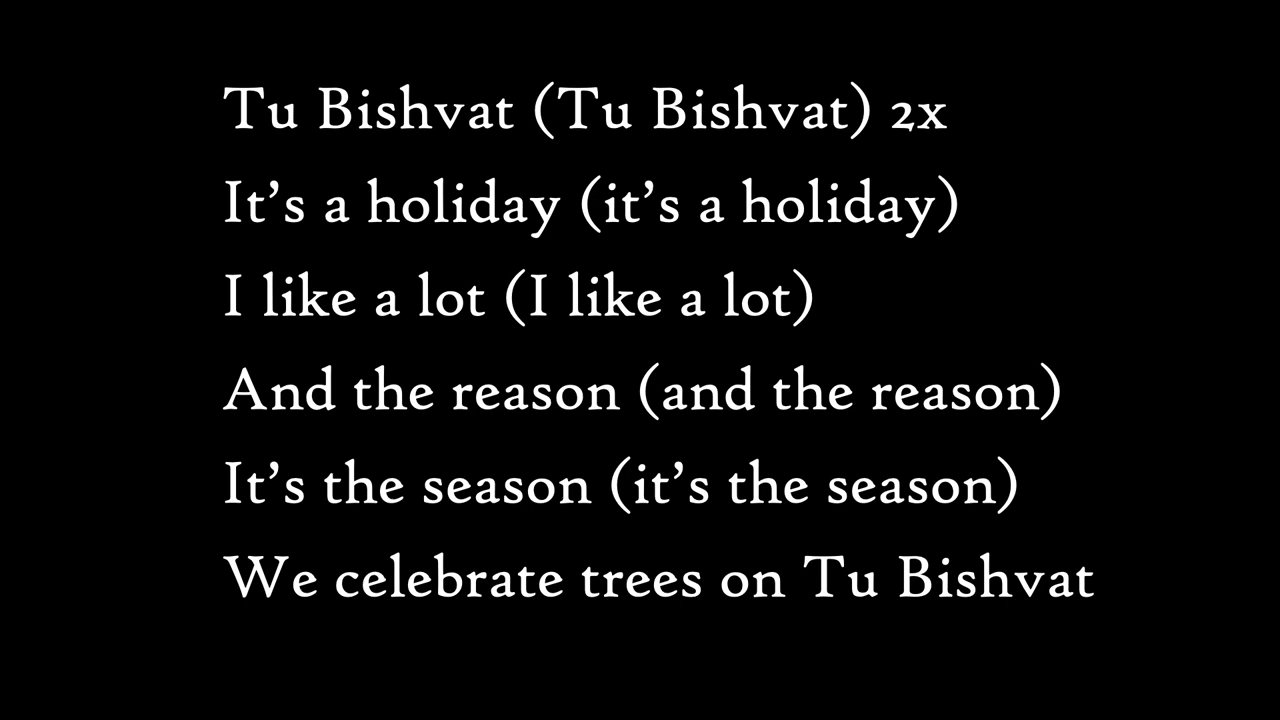 Tu Bishvat (Tu Bishvat) 2x
It’s a holiday (it’s a holiday)
I like a lot (I like a lot)
And the reason (and the reason)
It’s the season (it’s the season)
We celebrate trees on Tu Bishvat